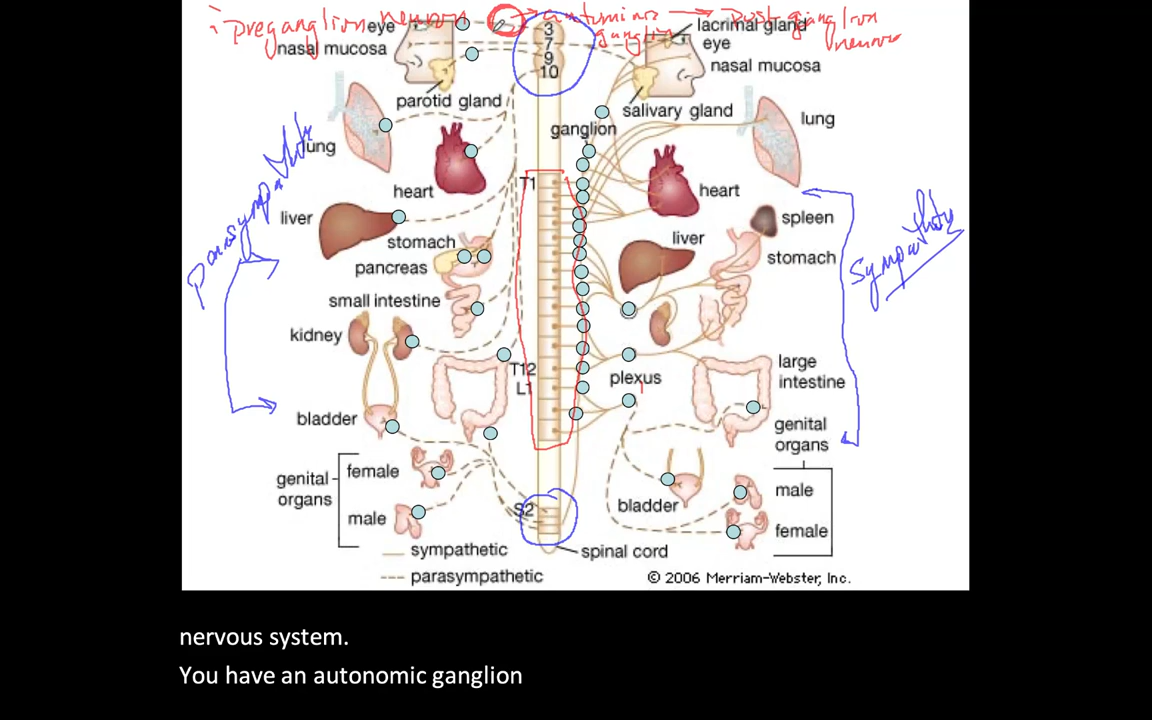 preganglion neuron → → post ganglion
ganglion neuron
eye
nasal mucosa
parotid gland
lung
heart
liver
stomach
pancreas
small intestine
kidney
bladder
genital
organs
female
male
3
7
9
10
T1
T12
L1
S2
lacrimal gland
eye
nasal mucosa
salivary gland
ganglion
lung
heart
spleen
liver
stomach
plexus
large
intestine
genital
organs
bladder
male
female
spinal cord
Parasympathetic
Sympathetic
sympathetic
parasympathetic
© 2006 Merriam-Webster, Inc.
nervous system.
You have an autonomic ganglion